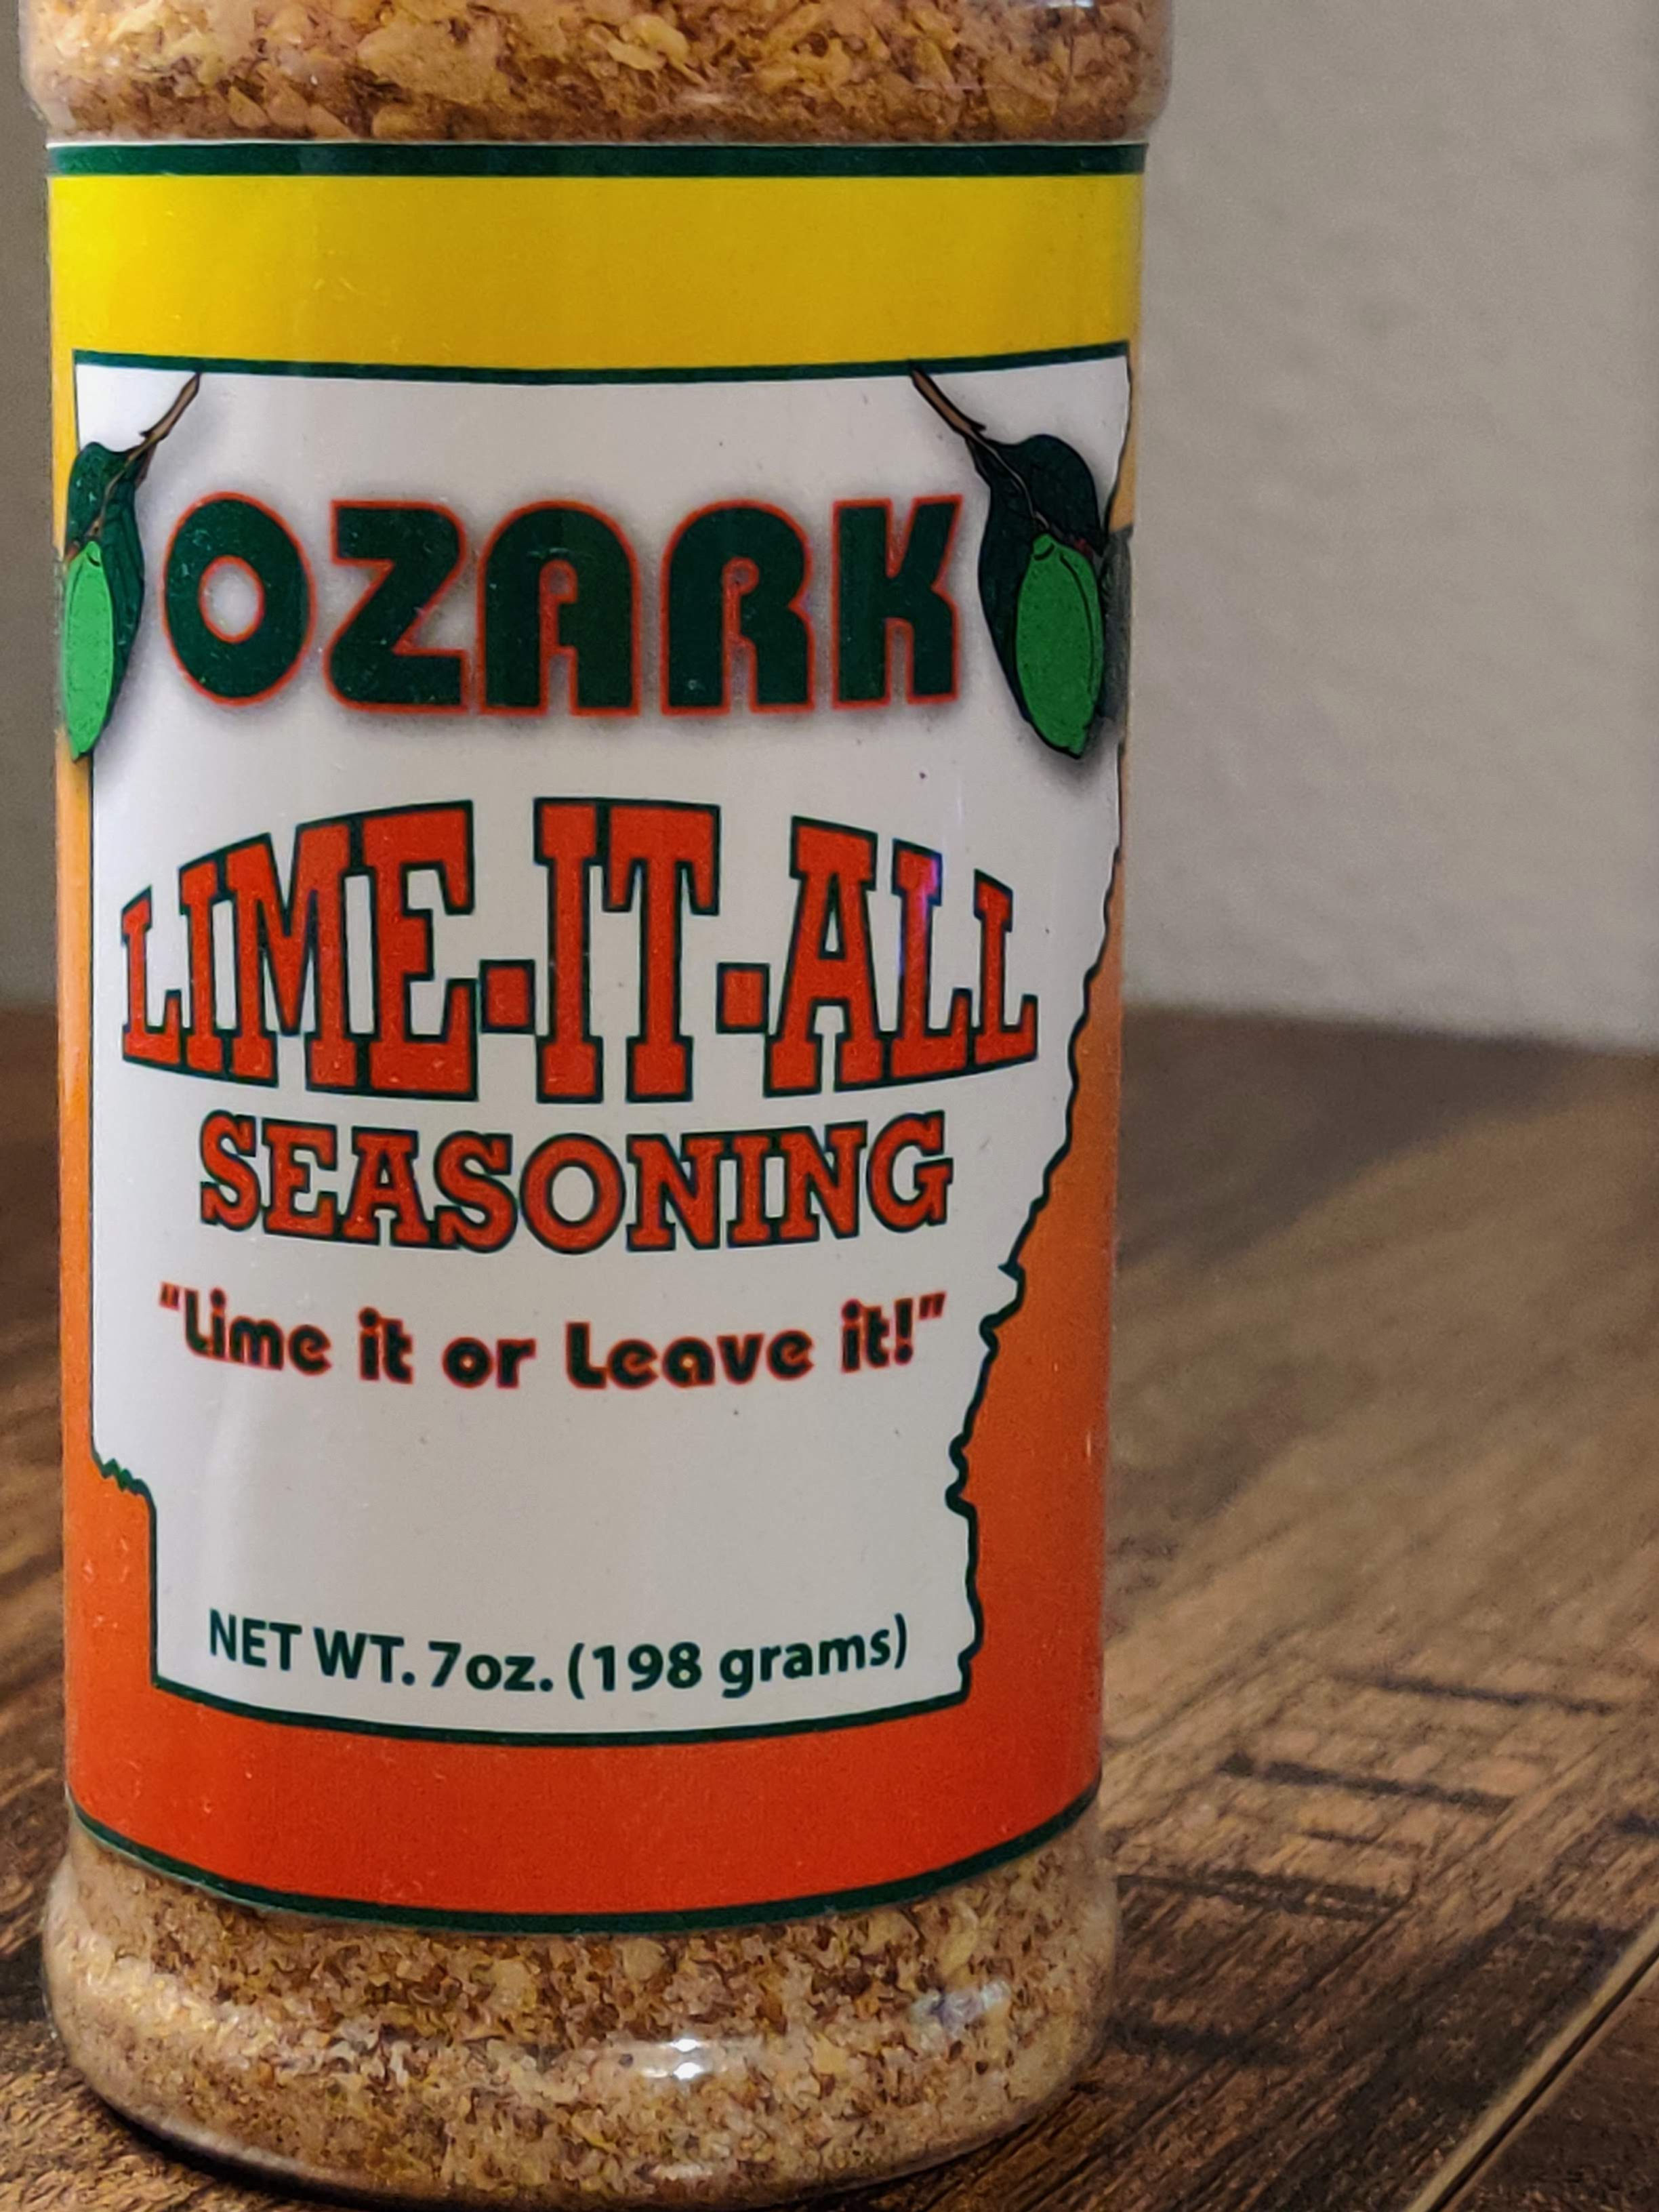 OZARK
LIME-IT-ALL
SEASONING
"Lime it or Leave it!"
NET WT. 7oz. (198 grams)